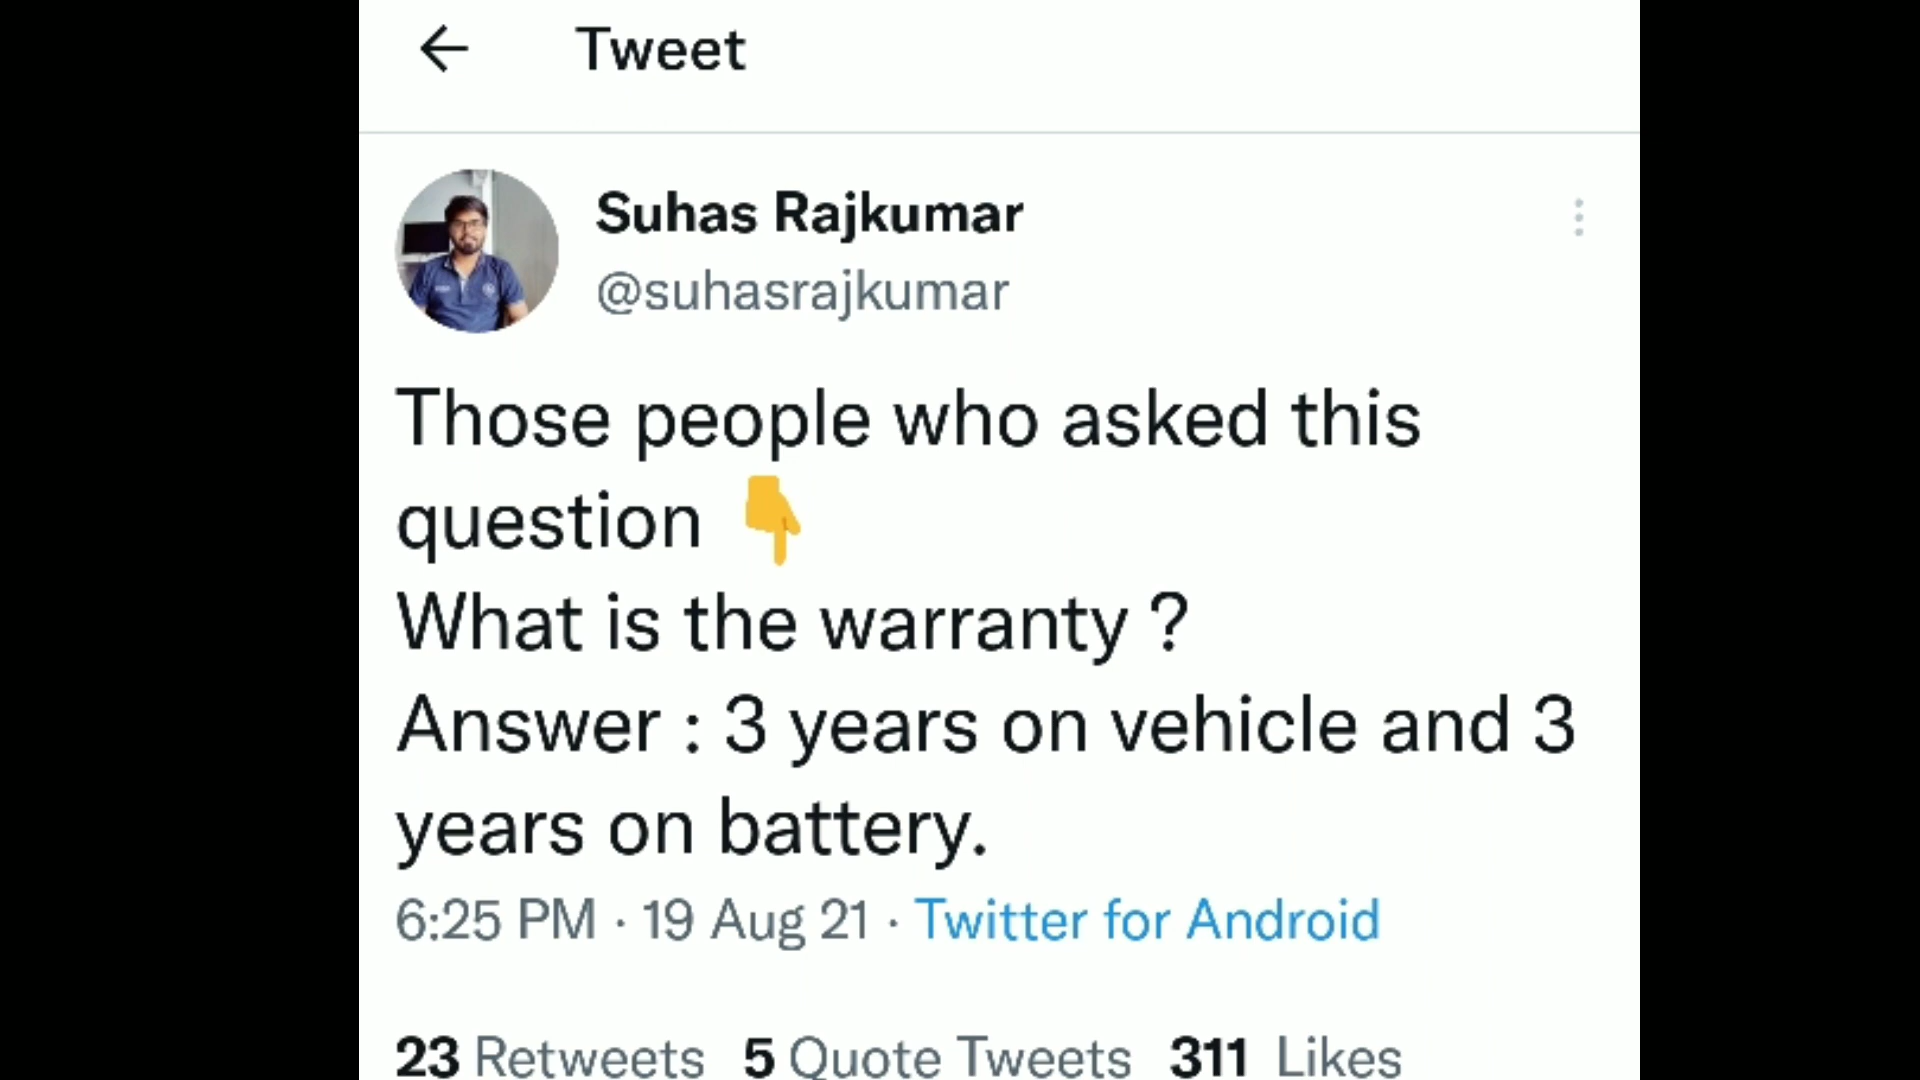 Tweet
Suhas Rajkumar
@suhasrajkumar
Those people who asked this
question 👇
What is the warranty ?
Answer : 3 years on vehicle and 3
years on battery.
6:25 PM · 19 Aug 21 · Twitter for Android
23 Retweets 5 Quote Tweets 311 Likes